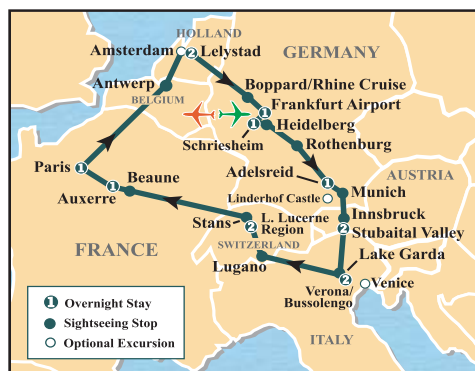 HOLLAND
Amsterdam
2
Lelystad
GERMANY
Antwerp
BELGIUM
Boppard/Rhine Cruise
1
Frankfurt Airport
1
Heidelberg
Schriesheim
Rothenburg
Paris
1
Adelsreid
1
AUSTRIA
Beaune
1
Auxerre
Linderhof Castle
Munich
Stans
2
L. Lucerne
Region
Innsbruck
2
Stubaital Valley
FRANCE
SWITZERLAND
Lugano
Lake Garda
2
Verona/
Bussolengo
Venice
ITALY
1 Overnight Stay
Sightseeing Stop
Optional Excursion